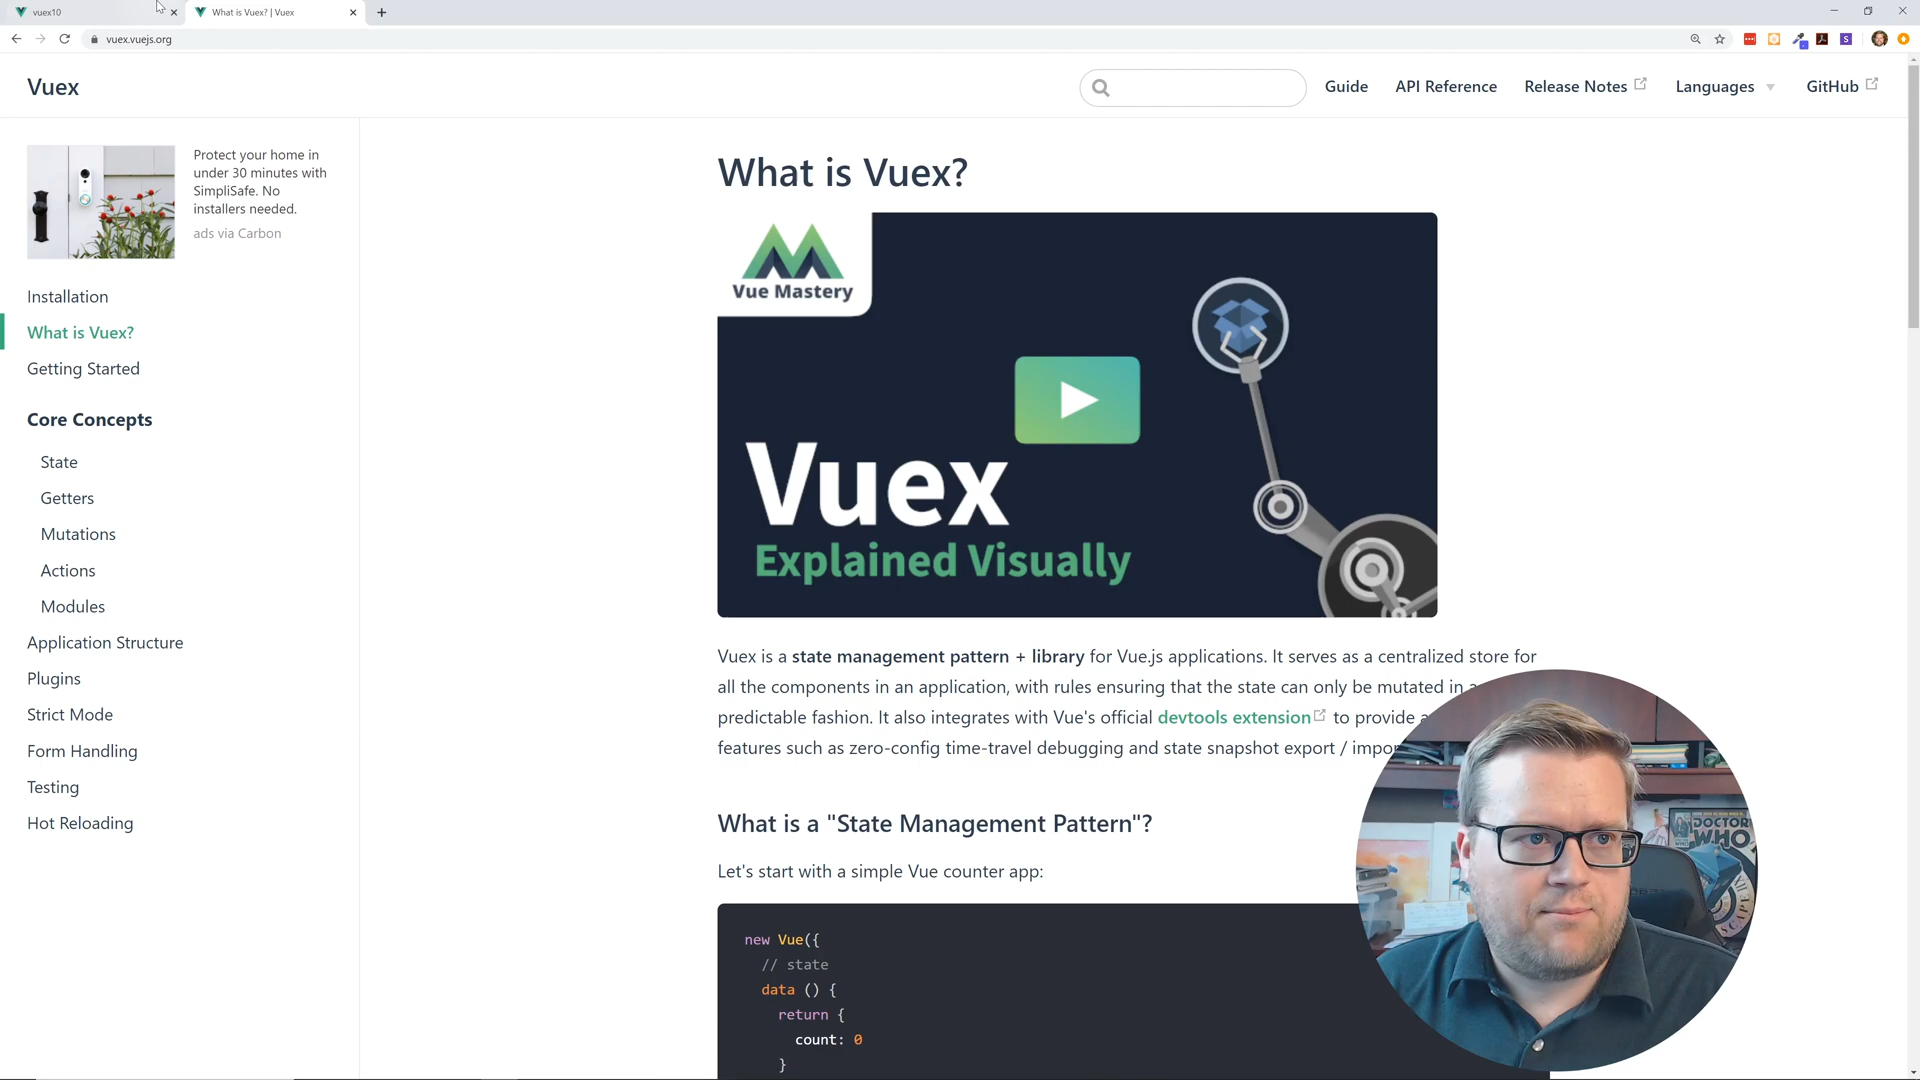 vuex10
What is Vuex? | Vuex
vuex.vuejs.org
Vuex
Guide
API Reference
Release Notes
Languages
GitHub
Protect your home in
under 30 minutes with
SimpliSafe. No
installers needed.
ads via Carbon
Installation
What is Vuex?
Getting Started
Core Concepts
State
Getters
Mutations
Actions
Modules
Application Structure
Plugins
Strict Mode
Form Handling
Testing
Hot Reloading
What is Vuex?
Vue Mastery
Vuex
Explained Visually
Vuex is a state management pattern + library for Vue.js applications. It serves as a centralized store for
all the components in an application, with rules ensuring that the state can only be mutated in a
predictable fashion. It also integrates with Vue's official devtools extension to provide
features such as zero-config time-travel debugging and state snapshot export /
What is a "State Management Pattern"?
Let's start with a simple Vue counter app:
new Vue({
// state
data () {
return {
count: 0
}
DOCTOR
WHO